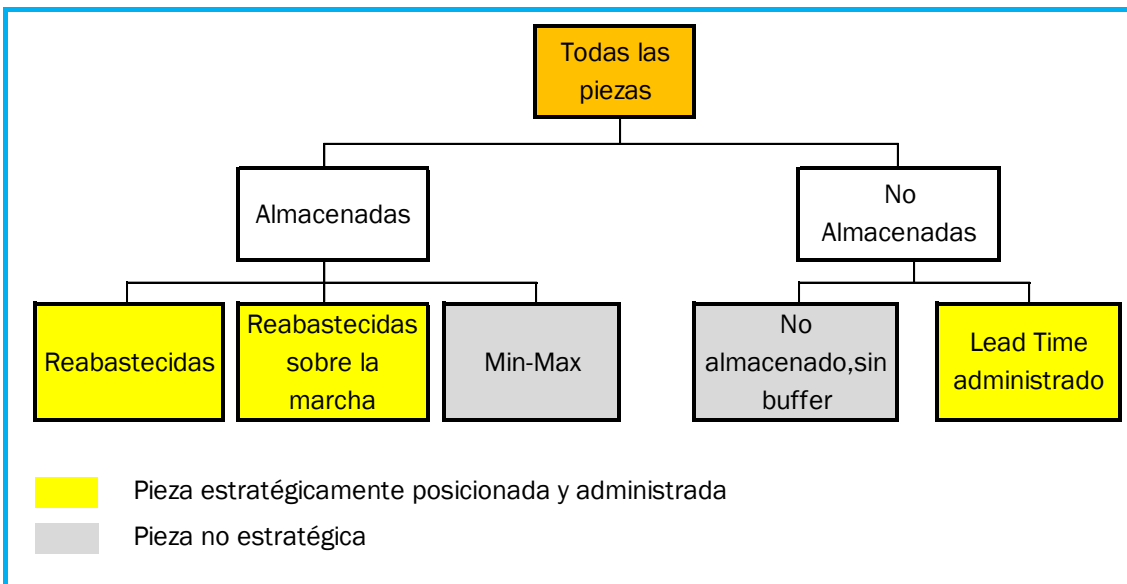 Todas las
piezas
Almacenadas
No
Almacenadas
Reabastecidas
Reabastecidas
sobre la
marcha
Min-Max
No
almacenado,sin
buffer
Lead Time
administrado
Pieza estratégicamente posicionada y administrada
Pieza no estratégica